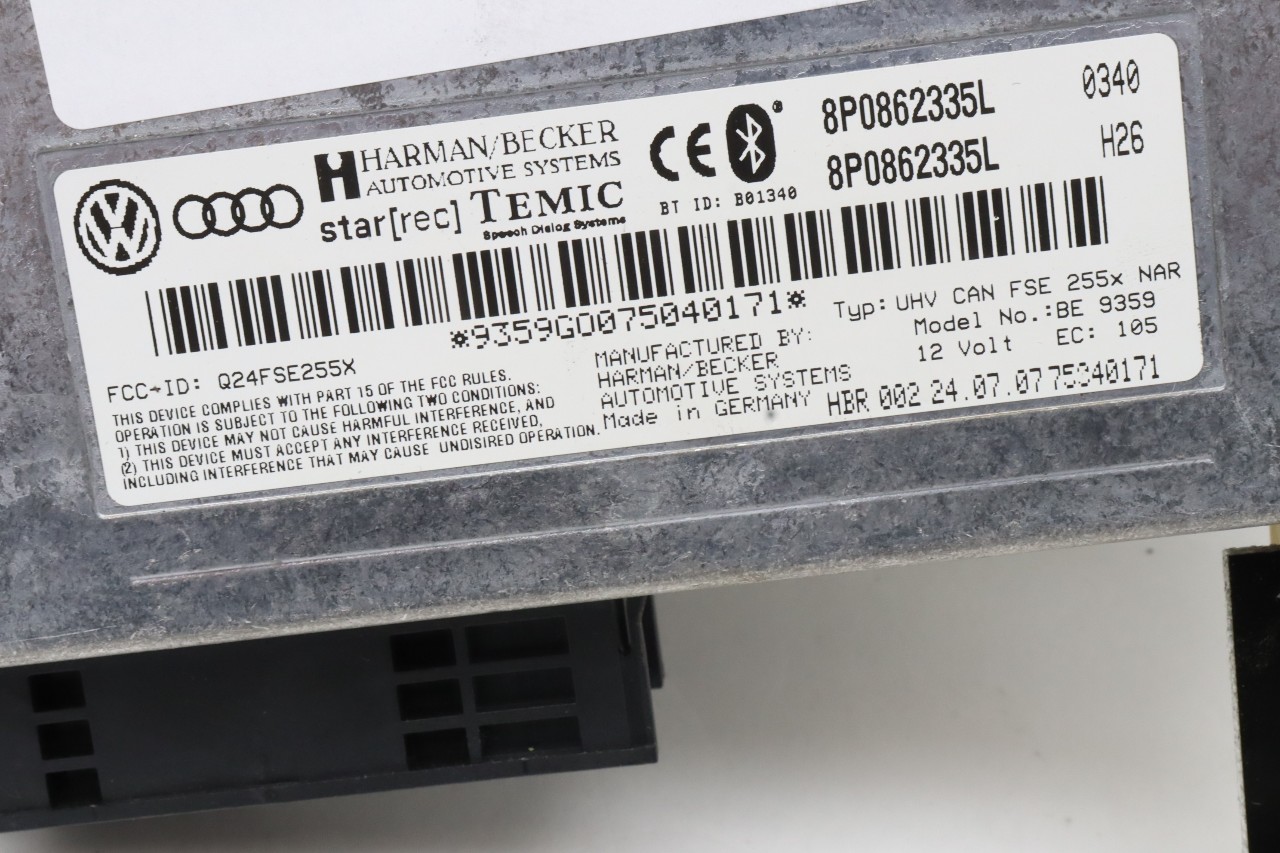 HARMAN/BECKER
AUTOMOTIVE SYSTEMS
star[rec] TEMIC
Speech Dialog Systems
CE
BT ID: B01340
8P0862335L
8P0862335L
0340
H26
*9359G0075040171*
FCC-ID: Q24FSE255X
THIS DEVICE COMPLIES WITH PART 15 OF THE FCC RULES.
OPERATION IS SUBJECT TO THE FOLLOWING TWO CONDITIONS:
1) THIS DEVICE MAY NOT CAUSE HARMFUL INTERFERENCE, AND
(2) THIS DEVICE MUST ACCEPT ANY INTERFERENCE RECEIVED,
INCLUDING INTERFERENCE THAT MAY CAUSE UNDISIRED OPERATION.
MANUFACTURED BY:
HARMAN/BECKER
AUTOMOTIVE SYSTEMS
Made in GERMANY
Typ: UHV CAN FSE 255x NAR
Model No.:BE 9359
12 Volt EC: 105
HBR 002 24.07.07 75040171